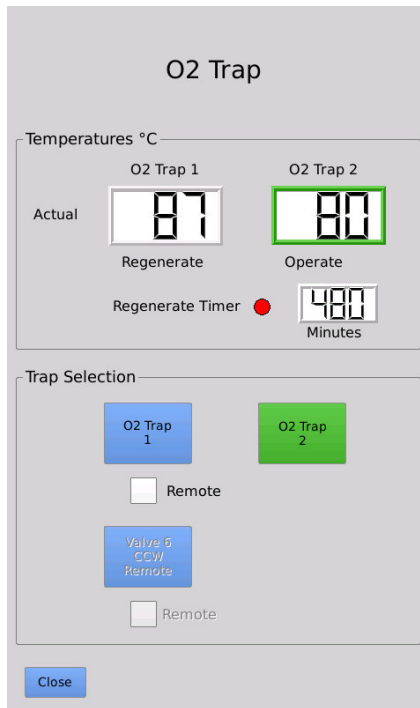 O2 Trap
Temperatures °C
O2 Trap 1 O2 Trap 2
Actual 87 80
Regenerate Operate
Regenerate Timer 480
Minutes
Trap Selection
O2 Trap
1
O2 Trap
2
Remote
Valve 6
CCW
Remote
Remote
Close